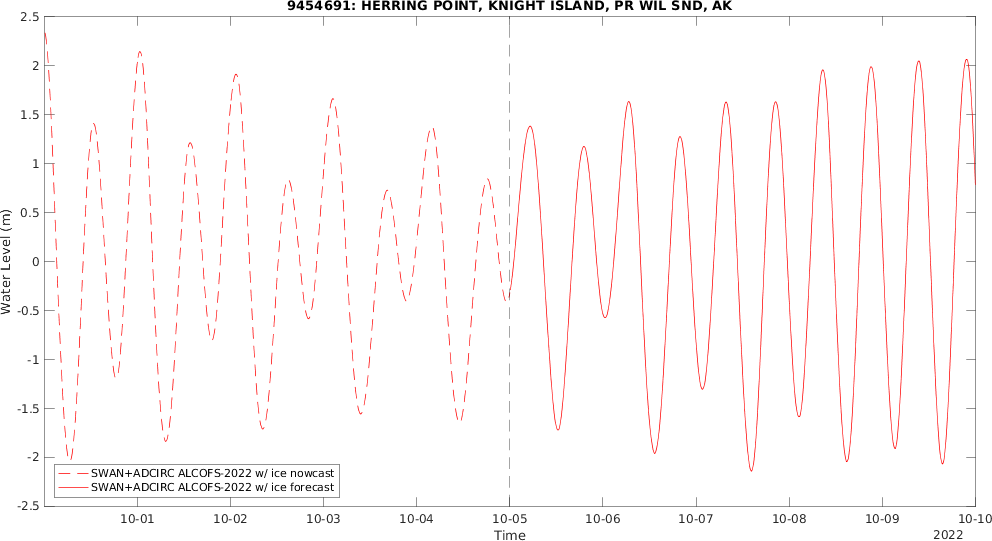 9454691: HERRING POINT, KNIGHT ISLAND, PR WIL SND, AK
Water Level (m)
2.5
2
1.5
1
0.5
0
-0.5
-1
-1.5
-2
-2.5
SWAN+ADCIRC ALCOFS-2022 w/ ice nowcast
SWAN+ADCIRC ALCOFS-2022 w/ ice forecast
10-01 10-02 10-03 10-04 10-05 10-06 10-07 10-08 10-09 10-10
Time
2022